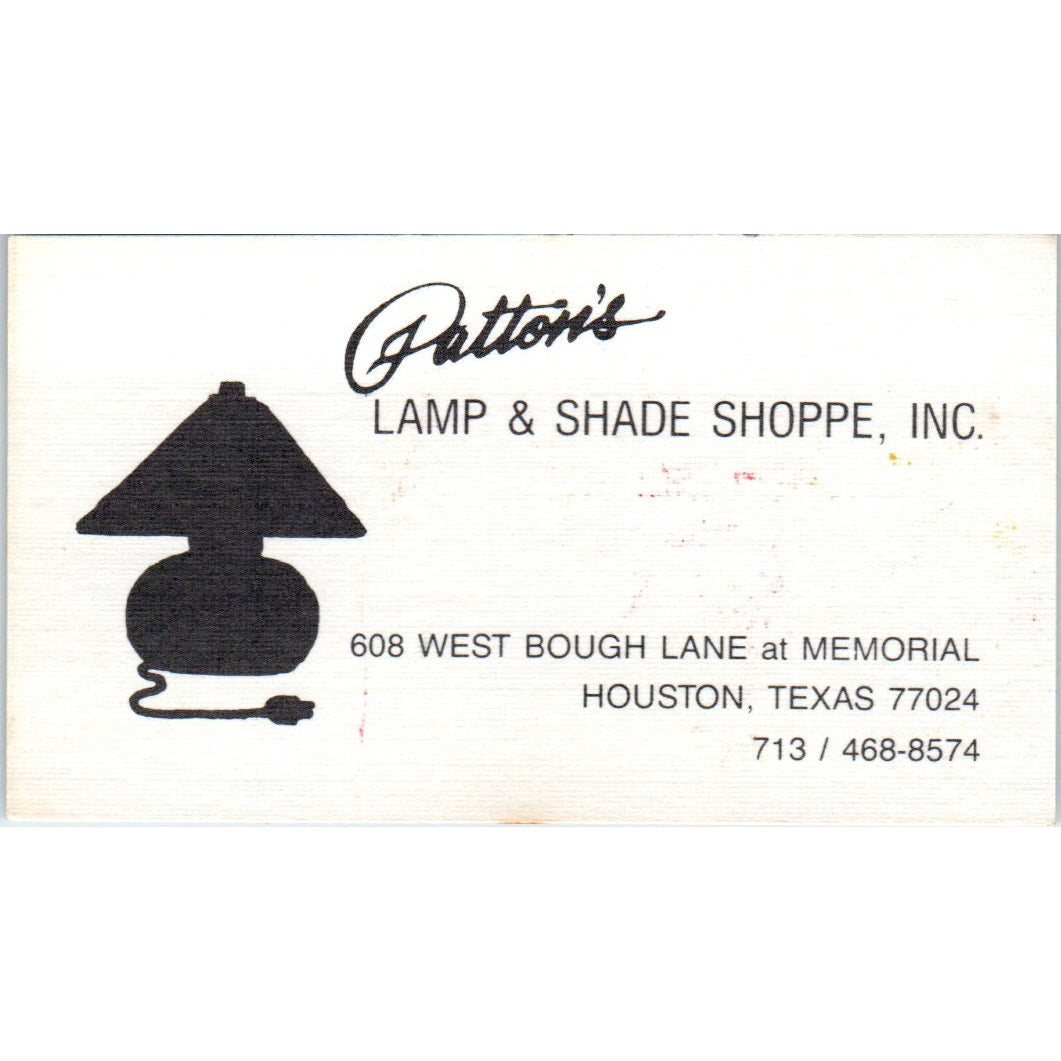 Patton's
LAMP & SHADE SHOPPE, INC.
608 WEST BOUGH LANE at MEMORIAL
HOUSTON, TEXAS 77024
713 / 468-8574